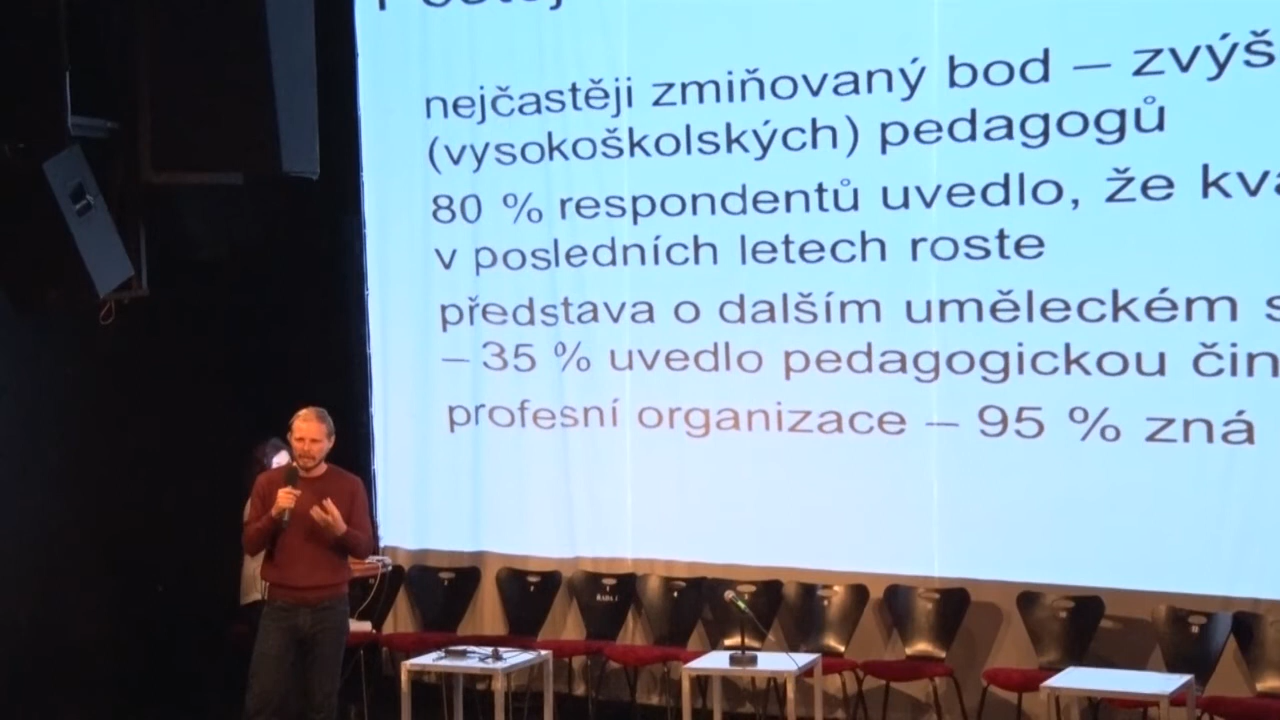 nejčastěji zmiňovaný bod – zvýš
(vysokoškolských) pedagogů
80 % respondentů uvedlo, že kva
v posledních letech roste
představa o dalším uměleckém s
– 35 % uvedlo pedagogickou čin
profesní organizace – 95 % zná